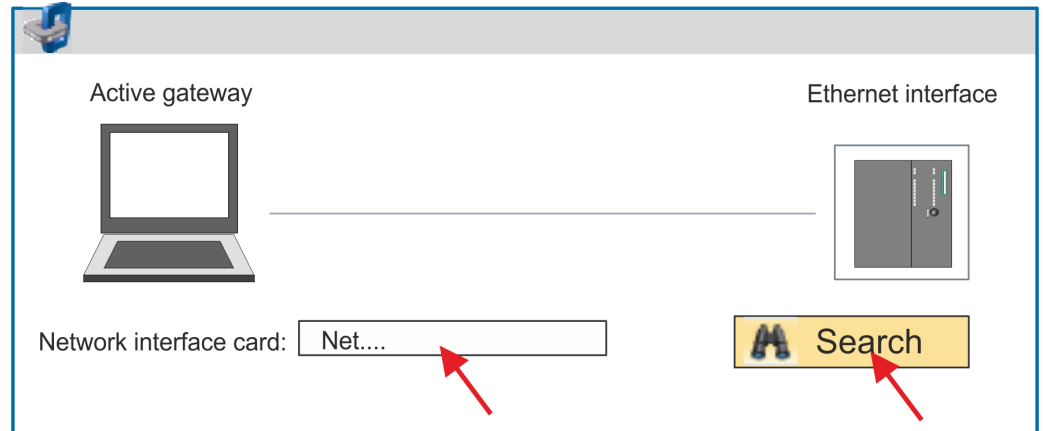 Active gateway
Ethernet interface
Network interface card:
Net....
Search